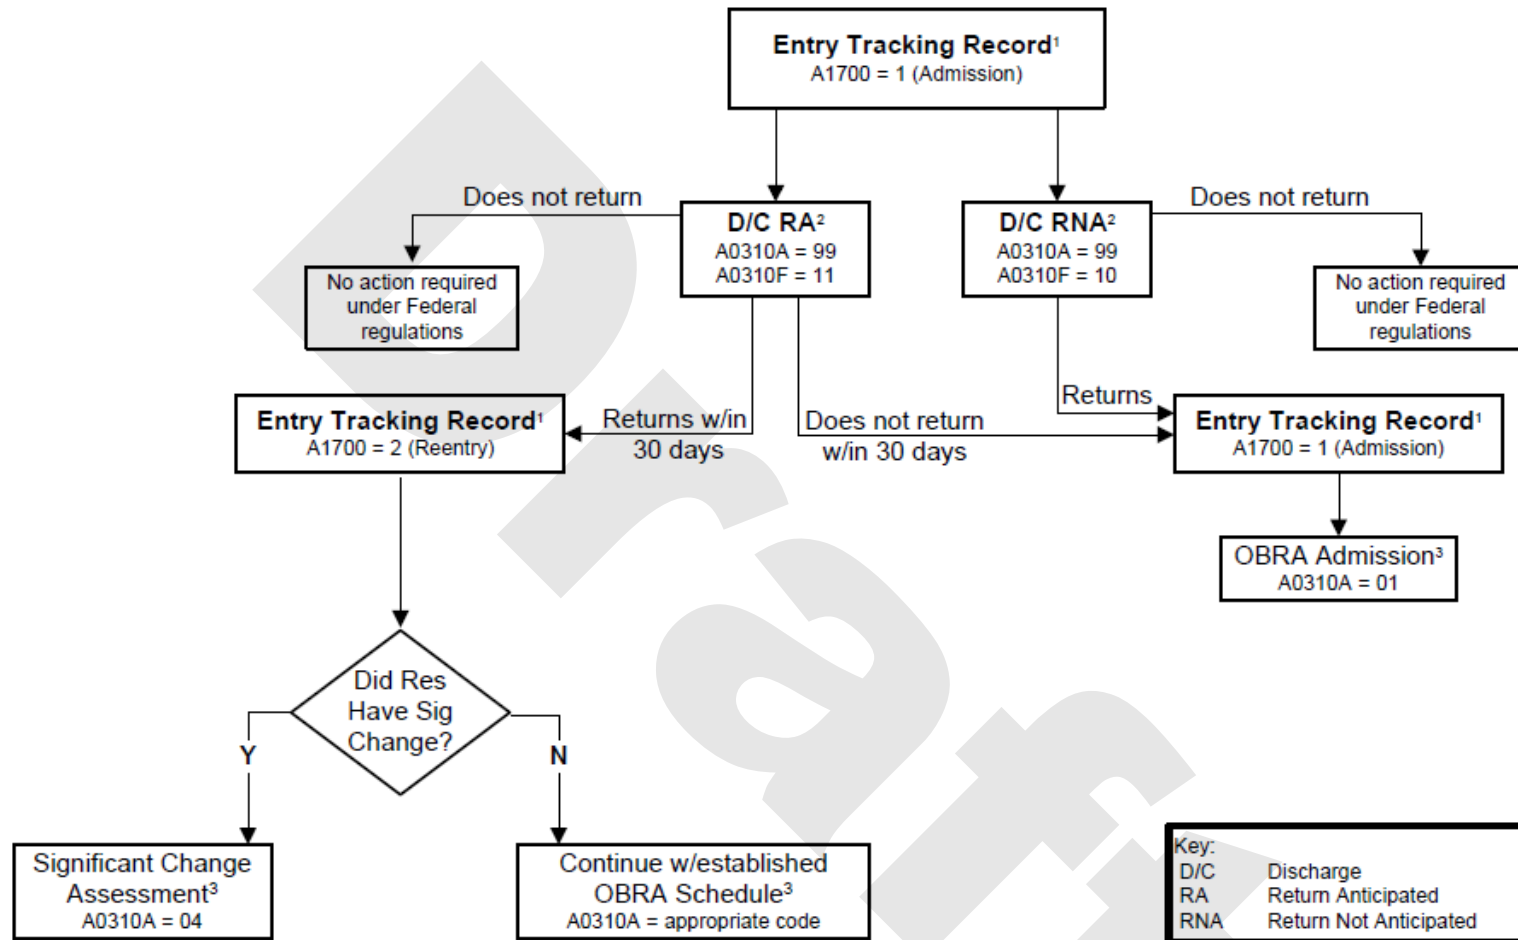 Entry Tracking Record¹
A1700 = 1 (Admission)
Does not return
D/C RA²
A0310A = 99
A0310F = 11
D/C RNA²
A0310A = 99
A0310F = 10
Does not return
No action required
under Federal
regulations
No action required
under Federal
regulations
Entry Tracking Record¹
A1700 = 2 (Reentry)
Returns w/in
30 days
Does not return
w/in 30 days
Returns
Entry Tracking Record¹
A1700 = 1 (Admission)
OBRA Admission³
A0310A = 01
Did Res
Have Sig
Change?
Y
N
Significant Change
Assessment³
A0310A = 04
Continue w/established
OBRA Schedule³
A0310A = appropriate code
Key:
D/C Discharge
RA Return Anticipated
RNA Return Not Anticipated
Draft